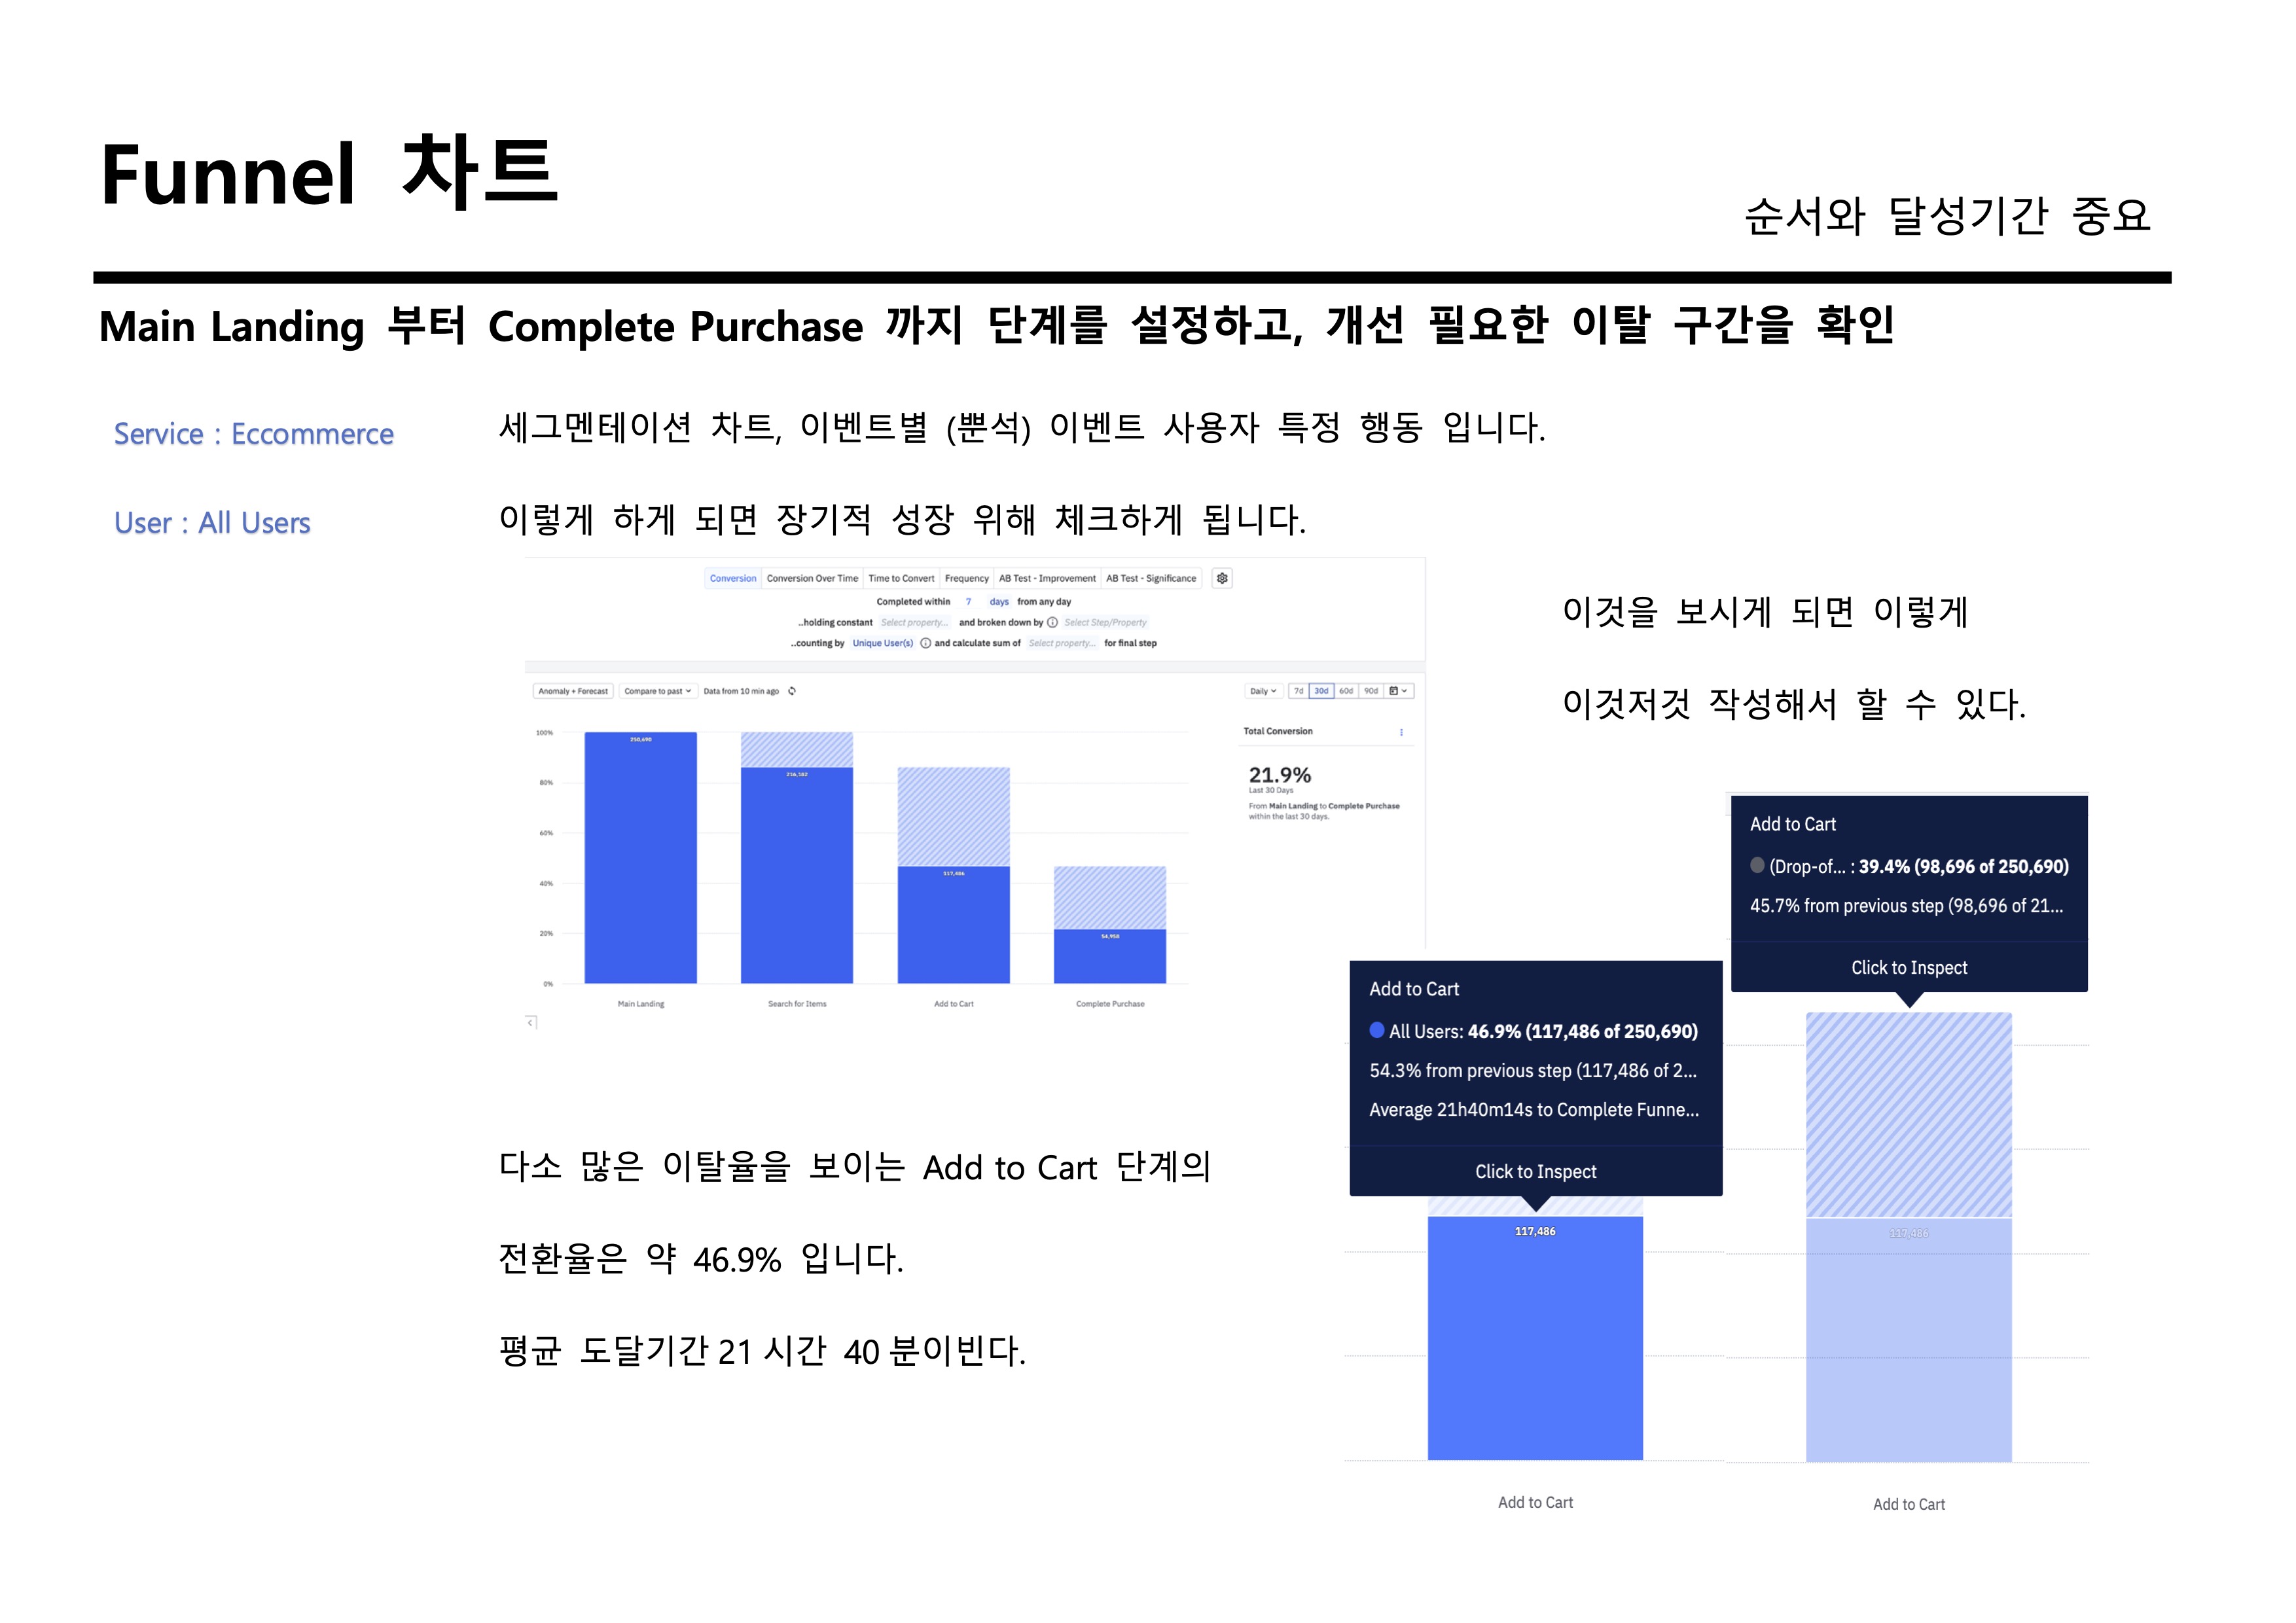 Funnel 차트
순서와 달성기간 중요
Main Landing 부터 Complete Purchase 까지 단계를 설정하고, 개선 필요한 이탈 구간을 확인
Service : Eccommerce
세그멘테이션 차트, 이벤트별 (뿐석) 이벤트 사용자 특정 행동 입니다.
User : All Users
이렇게 하게 되면 장기적 성장 위해 체크하게 됩니다.
Conversion Conversion Over Time Time to Convert Frequency AB Test - Improvement AB Test - Significance
Completed within 7 days from any day
..holding constant Select property... and broken down by Select Step/Property
..counting by Unique User(s) and calculate sum of Select property... for final step
이것을 보시게 되면 이렇게
이것저것 작성해서 할 수 있다.
Anomaly + Forecast Compare to past Data from 10 min ago
Daily 7d 30d 60d 90d
100%
80%
60%
40%
20%
0%
250,690
216,182
117,486
54,958
Main Landing
Search for Items
Add to Cart
Complete Purchase
Total Conversion
21.9%
Last 30 Days
From Main Landing to Complete Purchase
within the last 30 days.
Add to Cart
(Drop-of... : 39.4% (98,696 of 250,690)
45.7% from previous step (98,696 of 21...
Click to Inspect
117,486
Add to Cart
Add to Cart
All Users: 46.9% (117,486 of 250,690)
54.3% from previous step (117,486 of 2...
Average 21h40m14s to Complete Funne...
Click to Inspect
117,486
Add to Cart
다소 많은 이탈율을 보이는 Add to Cart 단계의
전환율은 약 46.9% 입니다.
평균 도달기간 21 시간 40 분이빈다.